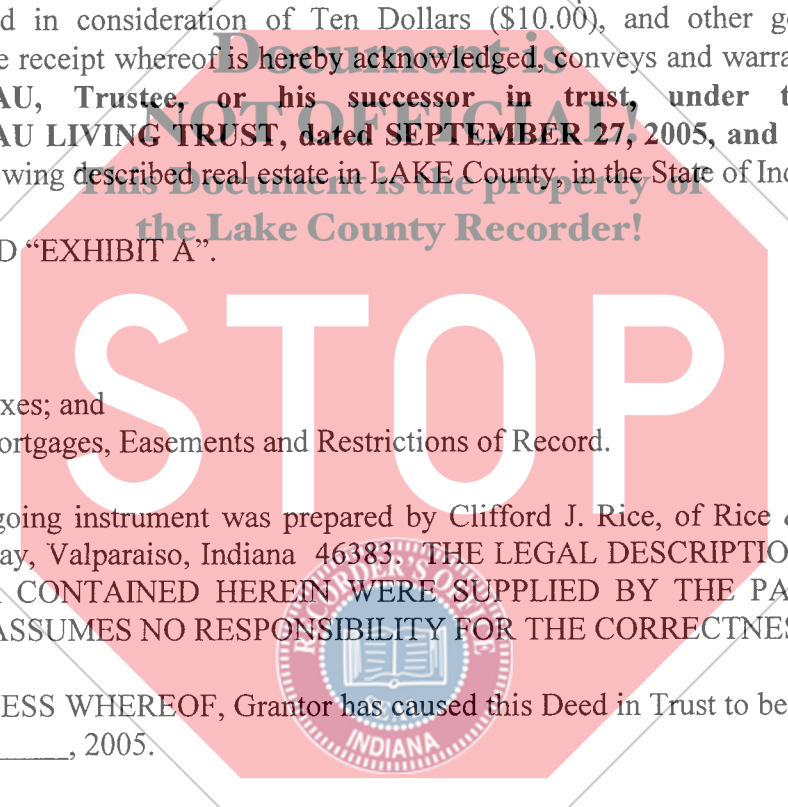 d in consideration of Ten Dollars ($10.00), and other g
e receipt whereof is hereby acknowledged, conveys and warra
Document is
AU, Trustee, or his successor in trust, under t
NOT OFFICIAL!
AU LIVING TRUST, dated SEPTEMBER 27, 2005, and
owing described real estate in LAKE County, in the State of Ind
This Document is the property of
the Lake County Recorder!
D “EXHIBIT A”.
STOP
xes; and
ortgages, Easements and Restrictions of Record.
going instrument was prepared by Clifford J. Rice, of Rice
ay, Valparaiso, Indiana 46383. THE LEGAL DESCRIPTIO
CONTAINED HEREIN WERE SUPPLIED BY THE PA
ASSUMES NO RESPONSIBILITY FOR THE CORRECTNES
RECORDER'S OFFICE
ESS WHEREOF, Grantor has caused this Deed in Trust to be
_____, 2005.
SEAL
INDIANA